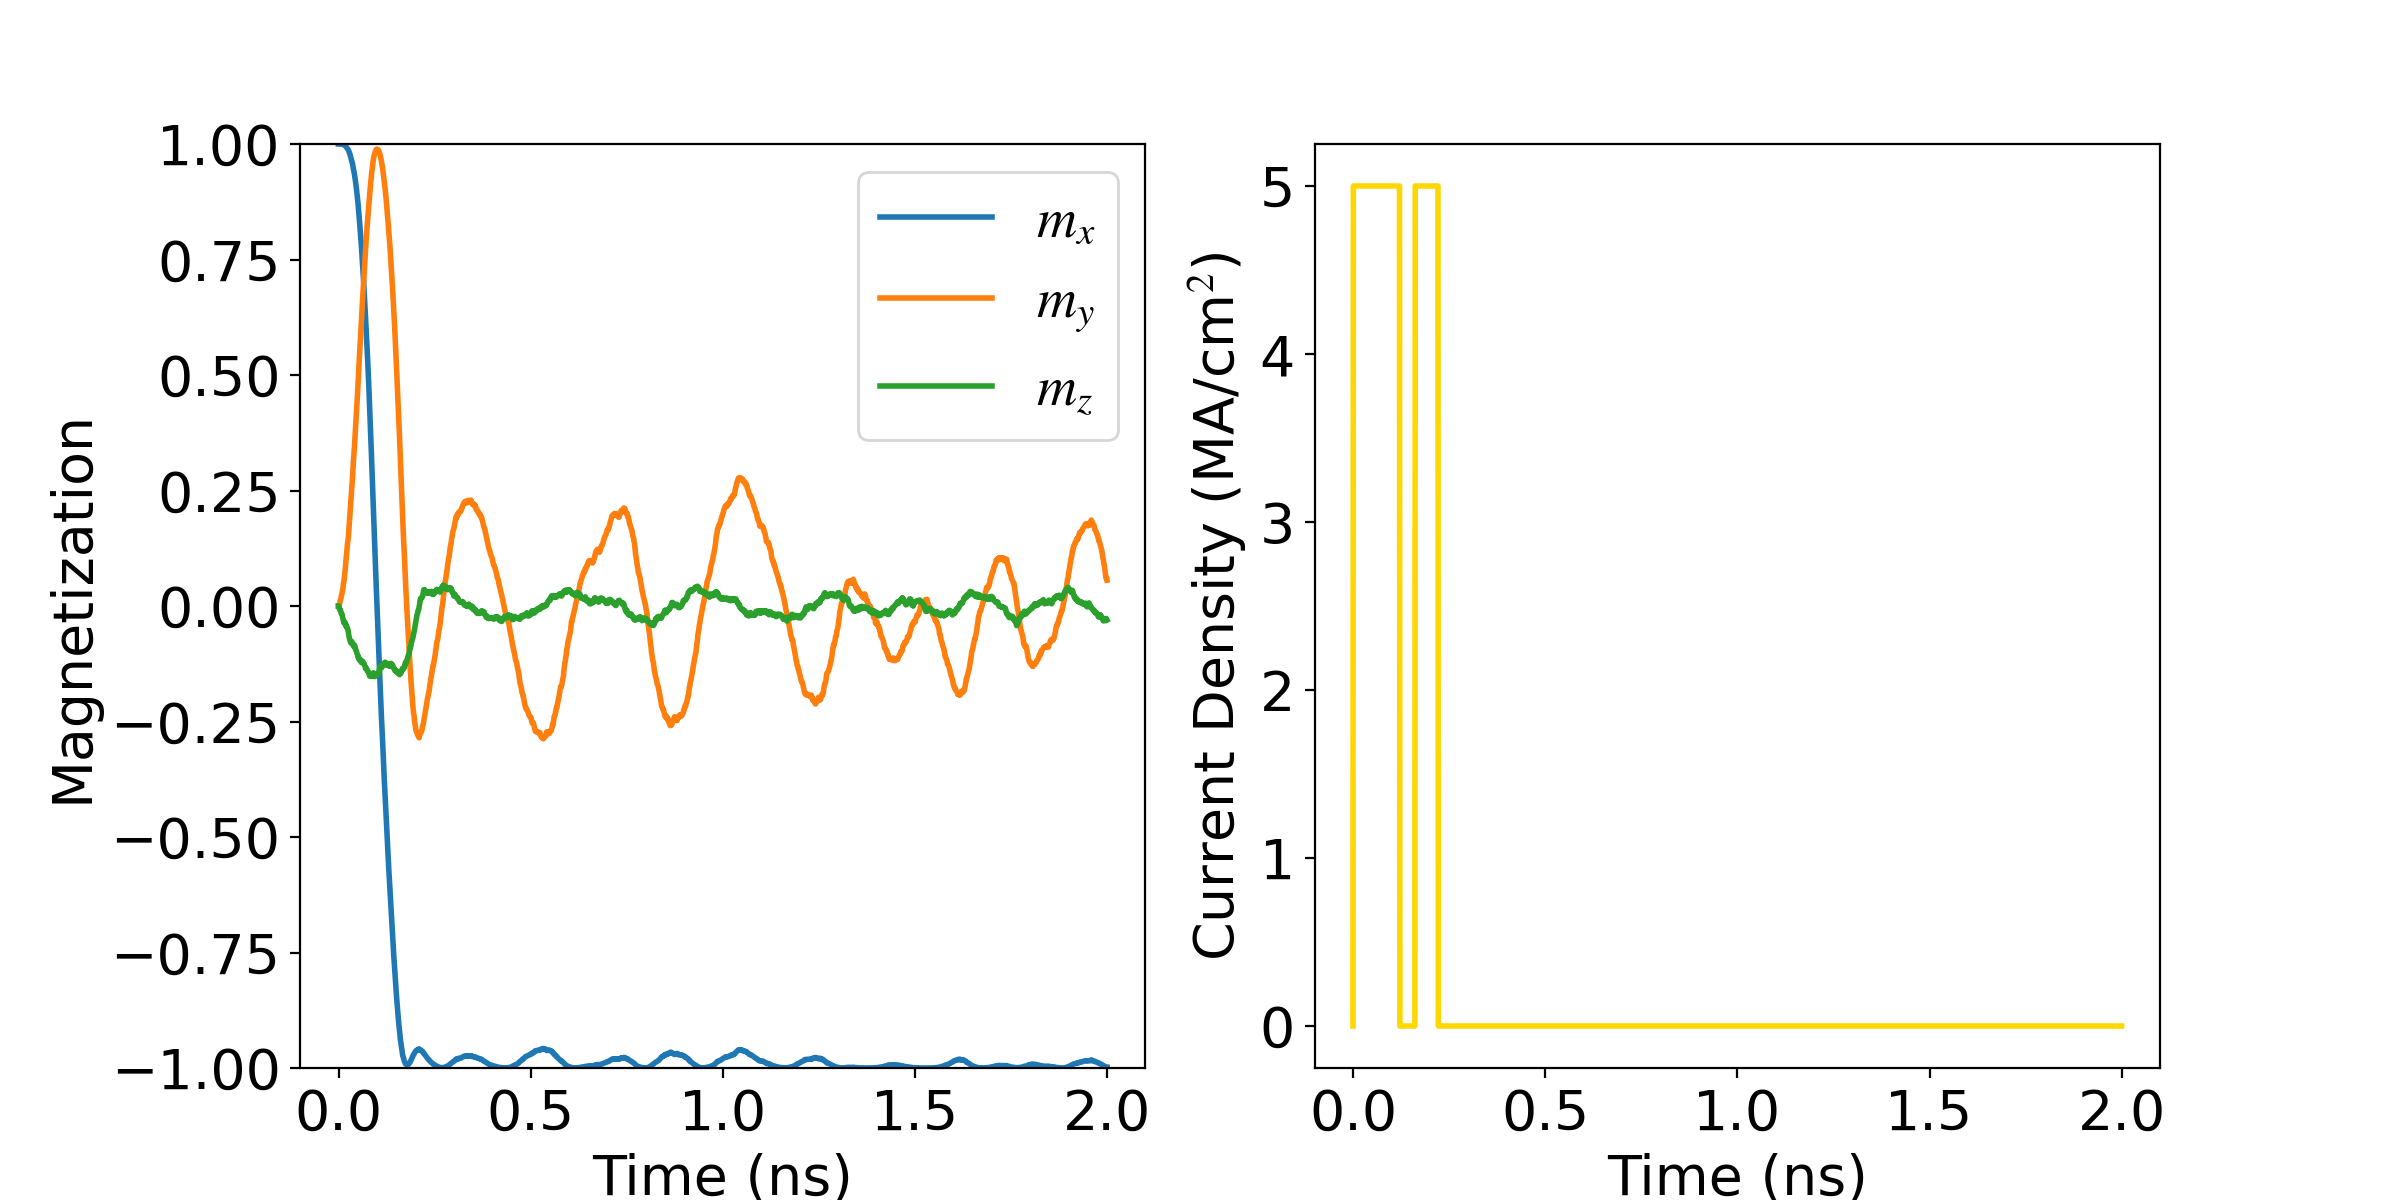 1.00
0.75
0.50
0.25
0.00
−0.25
−0.50
−0.75
−1.00
Magnetization
0.0 0.5 1.0 1.5 2.0
Time (ns)
m_x
m_y
m_z
5
4
3
2
1
0
Current Density (MA/cm²)
0.0 0.5 1.0 1.5 2.0
Time (ns)